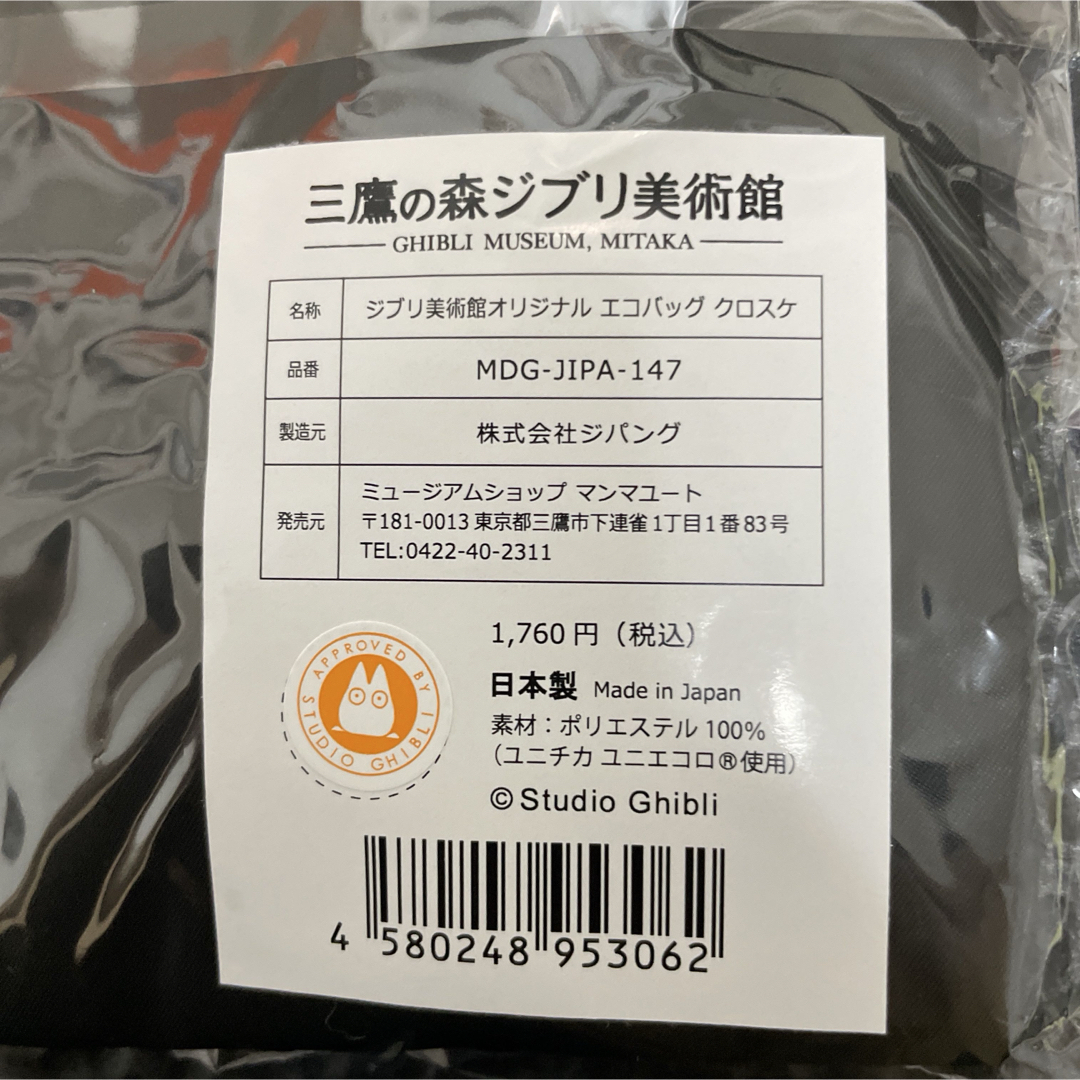 三鷹の森ジブリ美術館
GHIBLI MUSEUM, MITAKA
名称 ジブリ美術館オリジナル エコバッグ クロスケ
品番 MDG-JIPA-147
製造元 株式会社ジパング
発売元 ミュージアムショップ マンマユート
〒181-0013 東京都三鷹市下連雀1丁目1番83号
TEL:0422-40-2311
1,760円（税込）
日本製 Made in Japan
素材：ポリエステル 100%
（ユニチカ ユニエコロ®使用）
©Studio Ghibli
APPROVED BY STUDIO GHIBLI
4 580248 953062